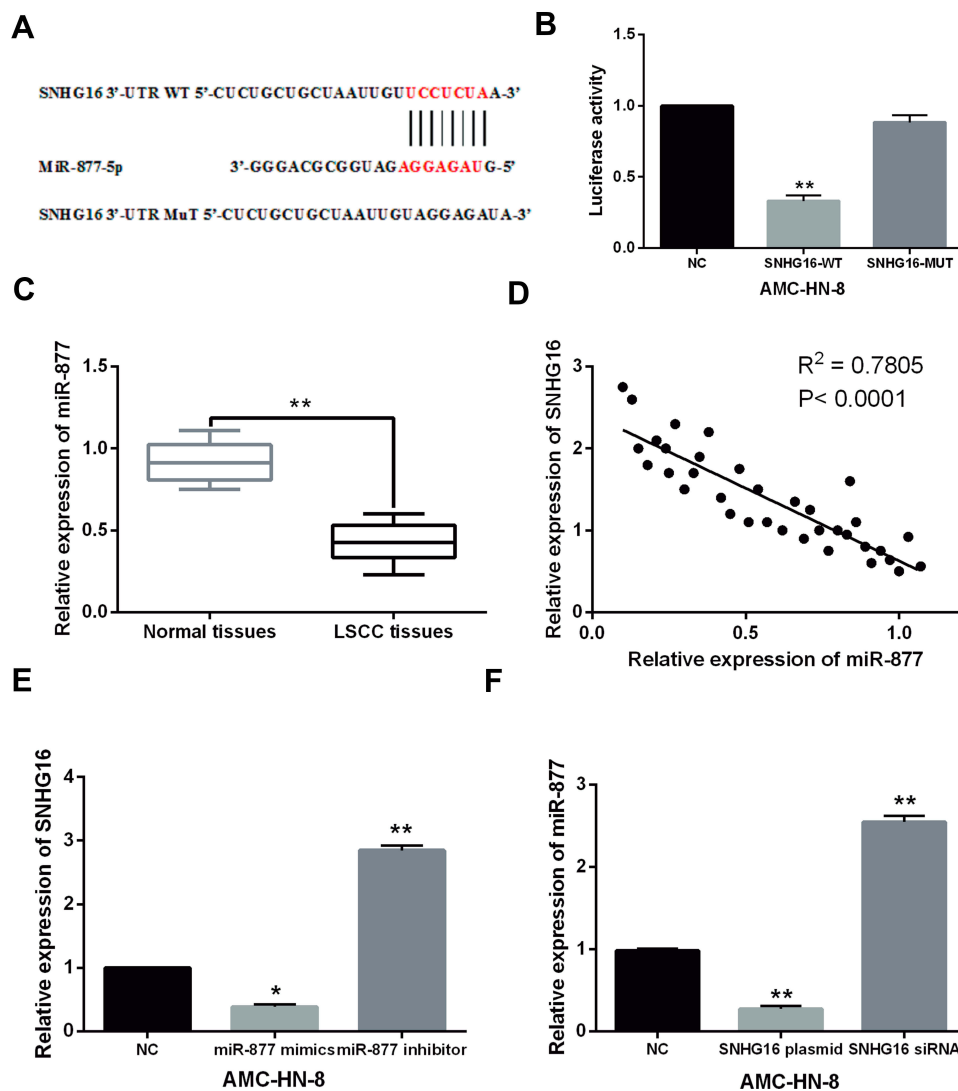 A
SNHG16 3'-UTR WT 5'-CUCUGCUGCUAAUUGUUCCUCUAA-3'
MiR-877-5p 3'-GGGACGCGGUAGAGGAGAUG-5'
SNHG16 3'-UTR MuT 5'-CUCUGCUGCUAAUUGUAGGAGAUA-3'
B
Luciferase activity
1.5
1.0
0.5
0.0
**
NC SNHG16-WT SNHG16-MUT
AMC-HN-8
C
Relative expression of miR-877
1.5
1.0
0.5
0.0
**
Normal tissues LSCC tissues
D
Relative expression of SNHG16
3
2
1
0
R² = 0.7805
P< 0.0001
0.0 0.5 1.0
Relative expression of miR-877
E
Relative expression of SNHG16
4
3
2
1
0
*
**
NC miR-877 mimics miR-877 inhibitor
AMC-HN-8
F
Relative expression of miR-877
3
2
1
0
**
**
NC SNHG16 plasmid SNHG16 siRNA
AMC-HN-8